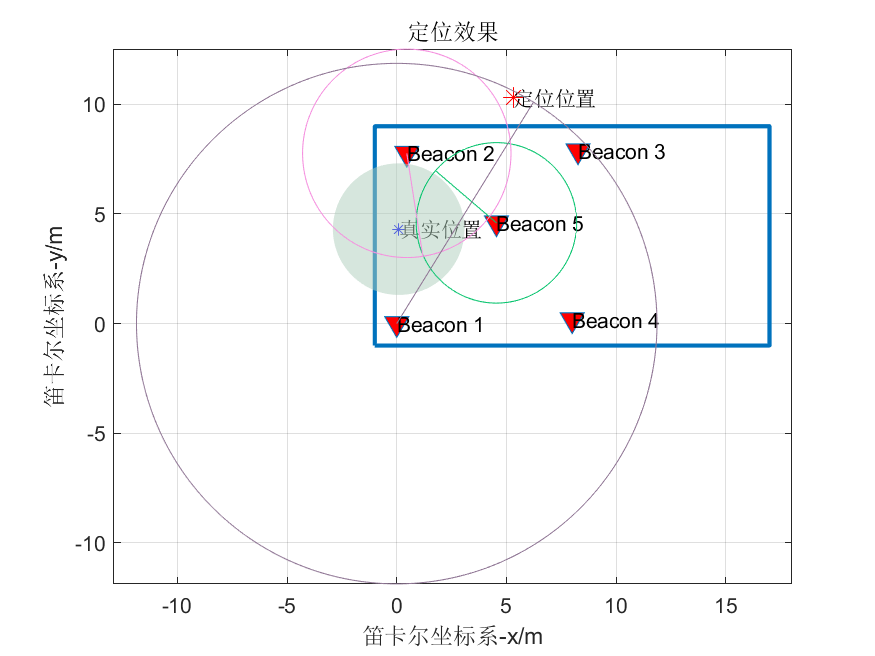 定位效果
10
5
0
-5
-10
笛卡尔坐标系-y/m
定位位置
Beacon 2
Beacon 3
真实位置
Beacon 5
Beacon 1
Beacon 4
-10
-5
0
5
10
15
笛卡尔坐标系-x/m